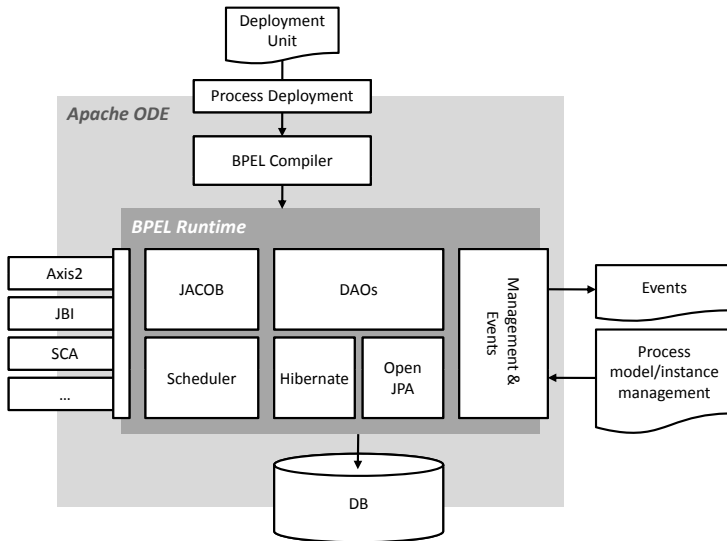 Deployment
Unit
Process Deployment
Apache ODE
BPEL Compiler
BPEL Runtime
Axis2
JBI
SCA
...
JACOB
DAOs
Scheduler
Hibernate
Open
JPA
Management &
Events
Events
Process
model/instance
management
DB